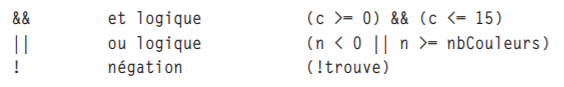 && et logique (c >= 0) && (c <= 15)
|| ou logique (n < 0 || n >= nbCouleurs)
! négation (!trouve)